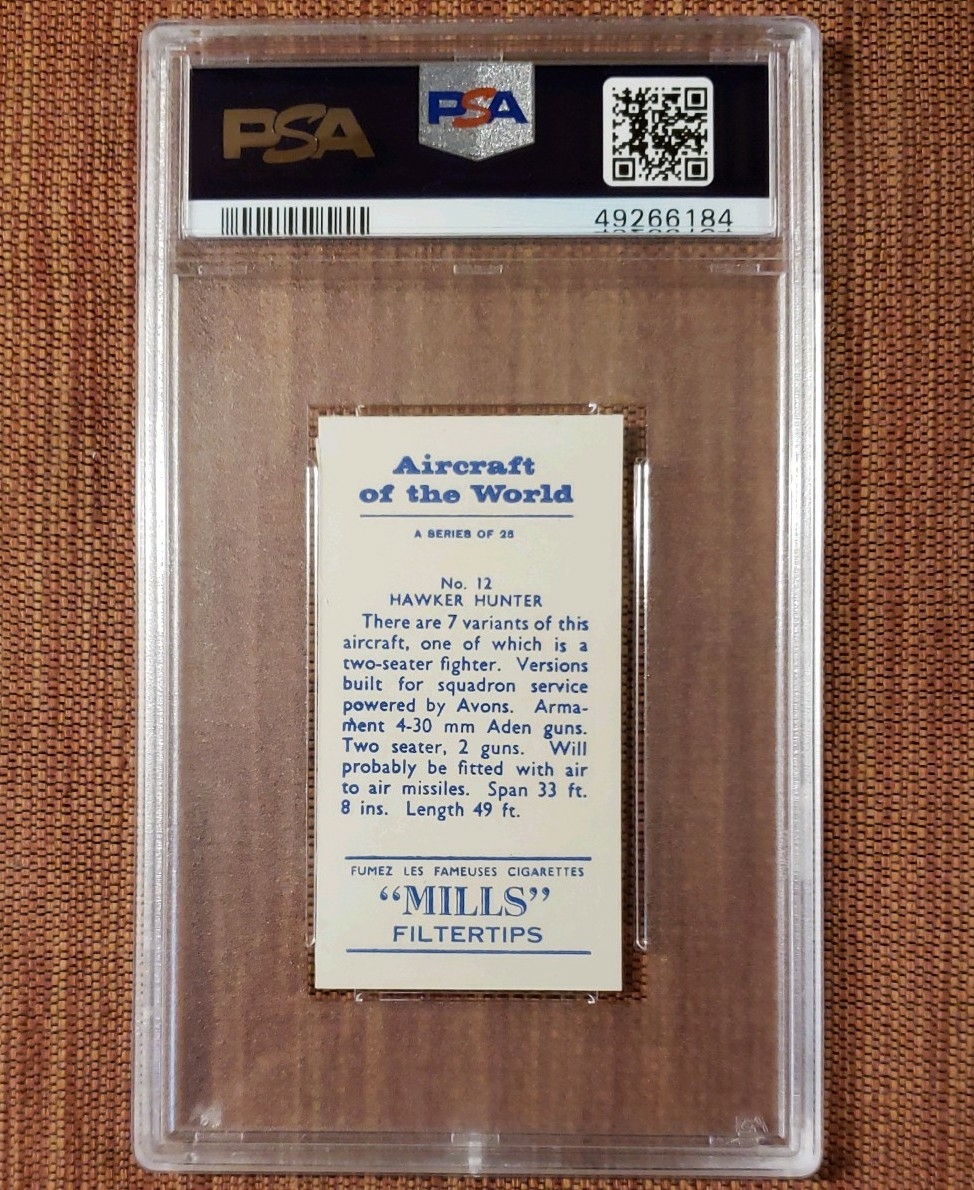 PSA
PSA
49266184
Aircraft
of the World
A SERIES OF 25
No. 12
HAWKER HUNTER
There are 7 variants of this
aircraft, one of which is a
two-seater fighter. Versions
built for squadron service
powered by Avons. Arma-
ment 4-30 mm Aden guns.
Two seater, 2 guns. Will
probably be fitted with air
to air missiles. Span 33 ft.
8 ins. Length 49 ft.
FUMEZ LES FAMEUSES CIGARETTES
“MILLS”
FILTERTIPS